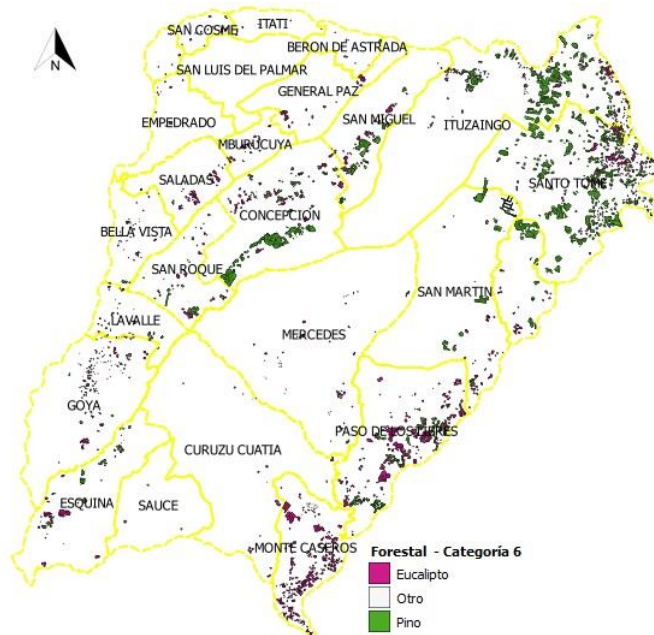 SAN COSME
ITATI
BERON DE ASTRADA
SAN LUIS DEL PALMAR
GENERAL PAZ
SAN MIGUEL
ITUZAINGO
EMPEDRADO
MBURUCUYA
SALADAS
SANTO TOME
CONCEPCION
BELLA VISTA
SAN ROQUE
SAN MARTIN
LAVALLE
MERCEDES
GOYA
PASO DE LOS LIBRES
CURUZU CUATIA
ESQUINA
SAUCE
MONTE CASEROS
N
Forestal - Categoría 6
Eucalipto
Otro
Pino